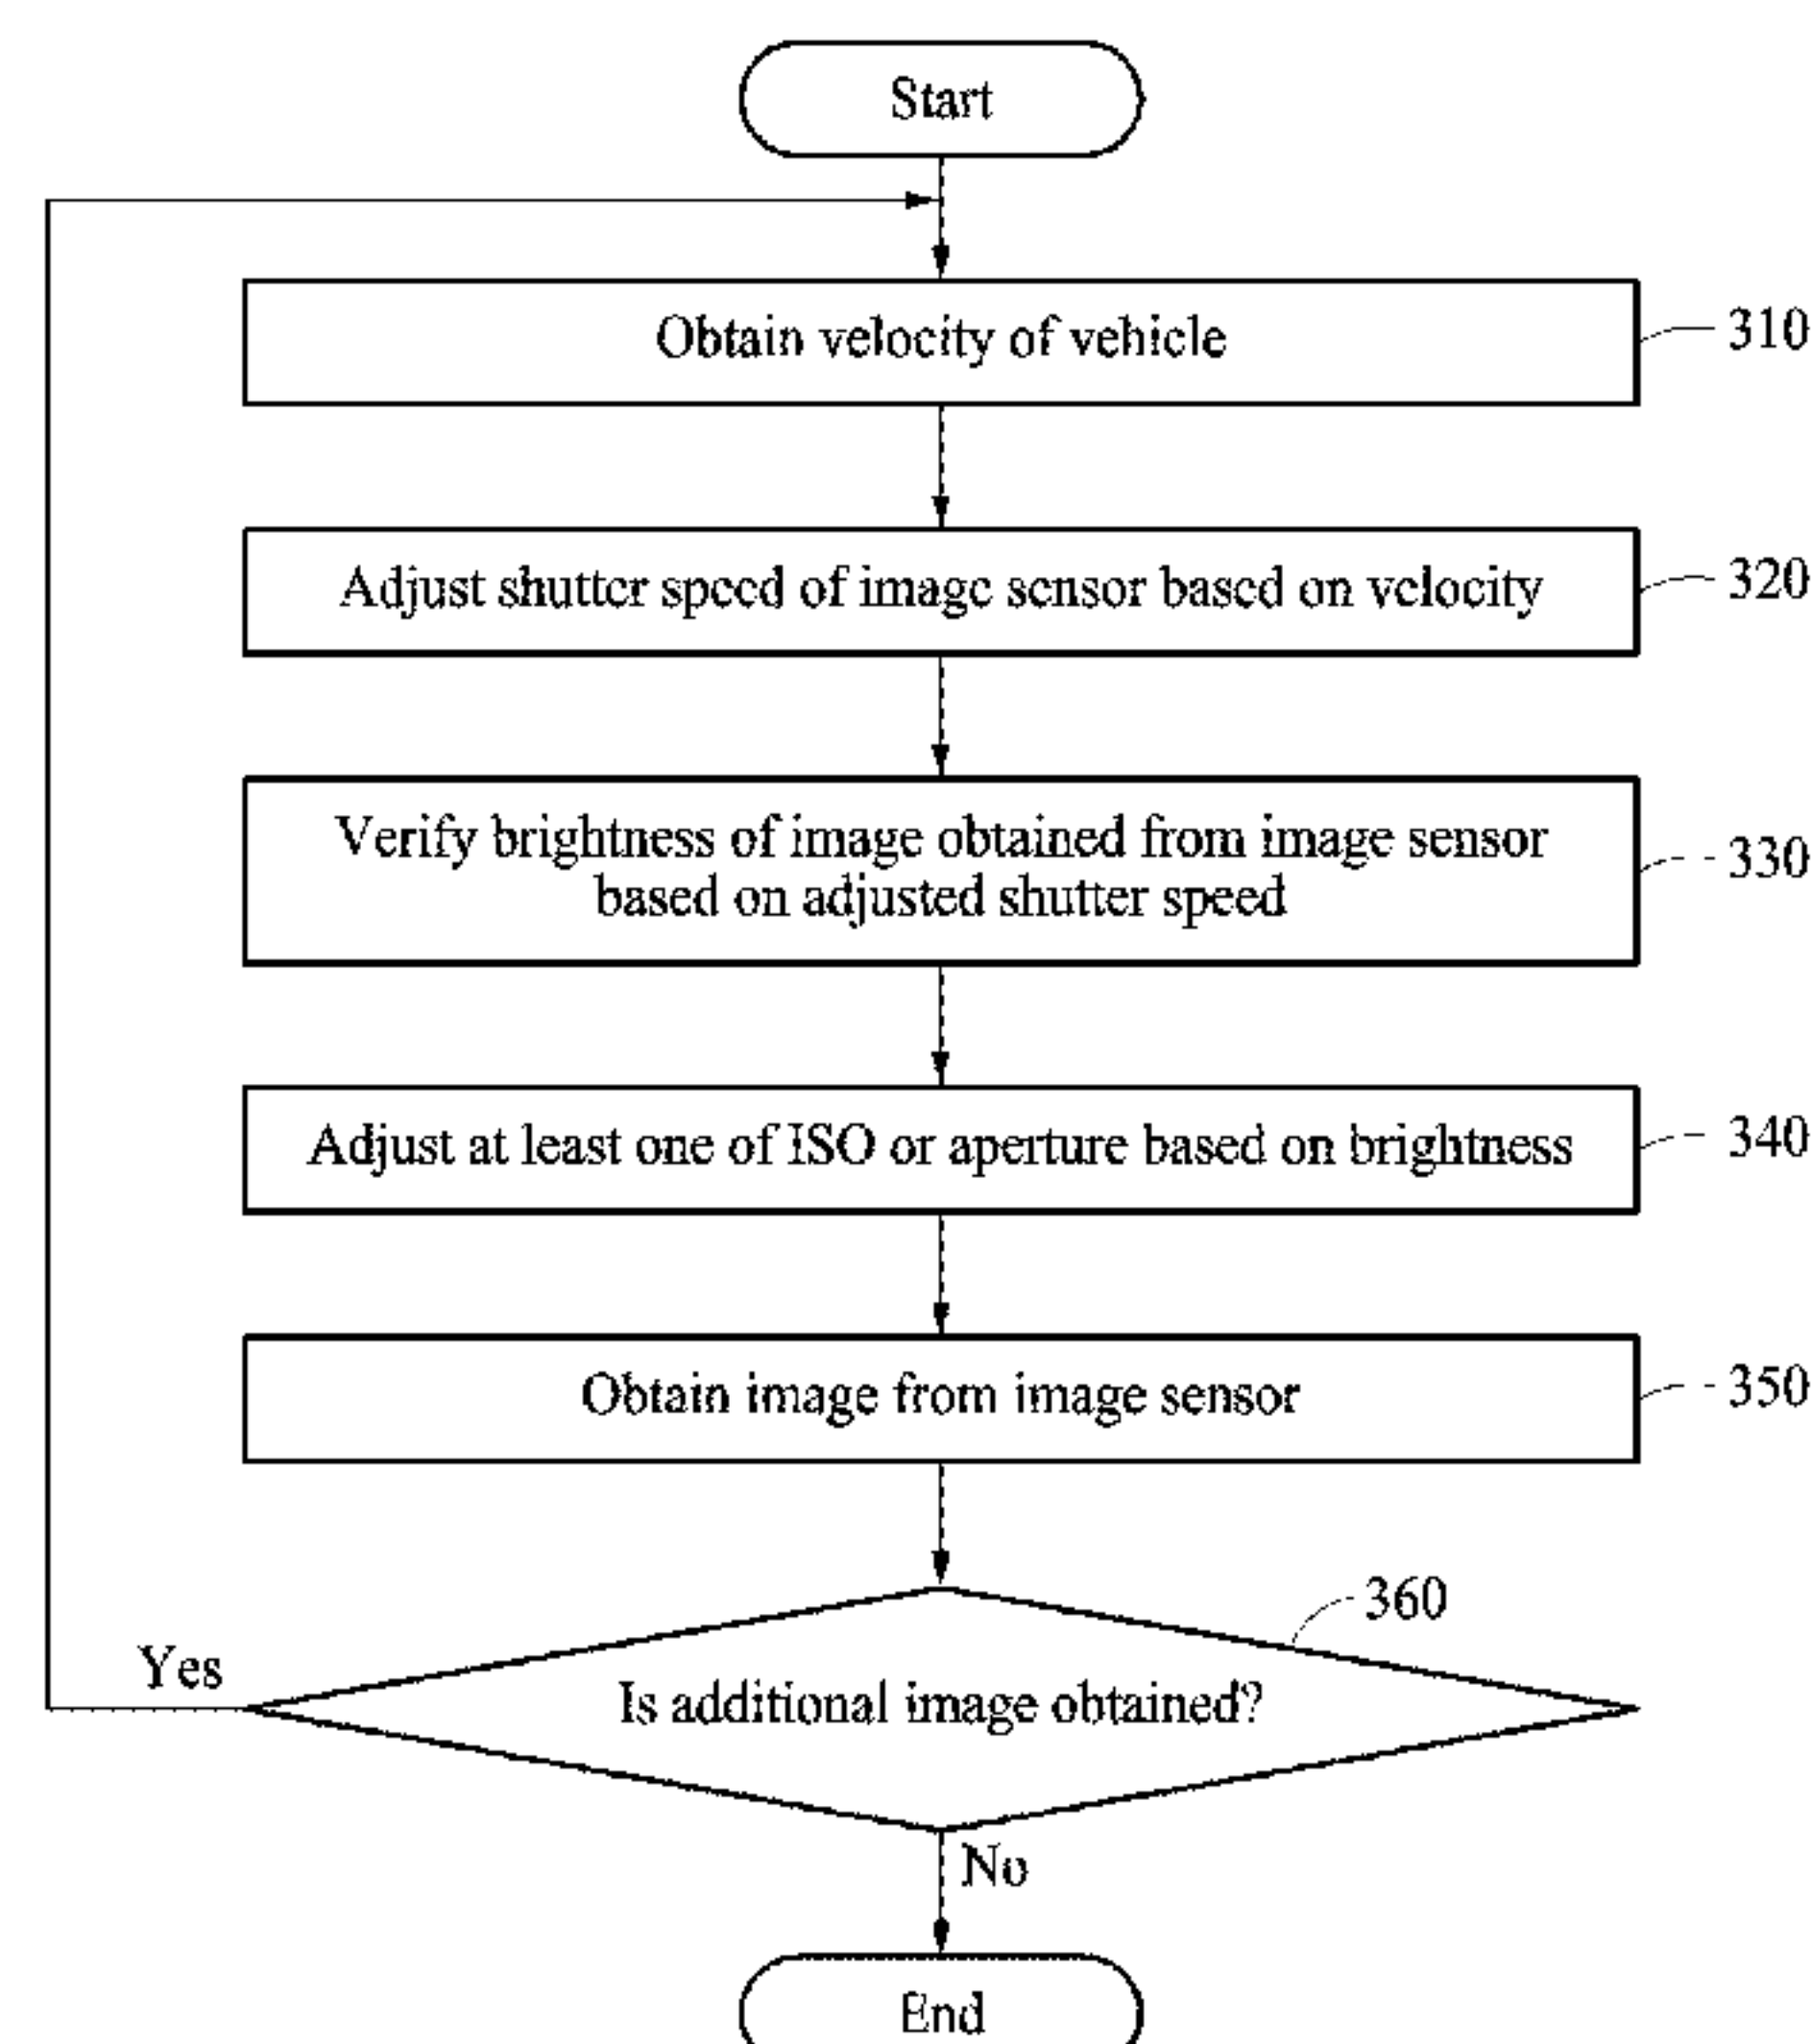 Start
Obtain velocity of vehicle
310
Adjust shutter speed of image sensor based on velocity
320
Verify brightness of image obtained from image sensor
based on adjusted shutter speed
330
Adjust at least one of ISO or aperture based on brightness
340
Obtain image from image sensor
350
360
Yes
Is additional image obtained?
No
End